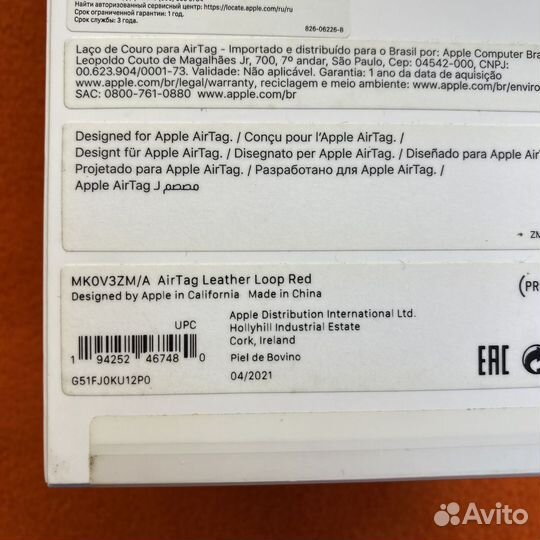 Найти авторизованный сервисный центр: https://locate.apple.com/ru/ru
Срок ограниченной гарантии: 1 год.
Срок службы: 3 года.
826-06226-B
Laço de Couro para AirTag - Importado e distribuído para o Brasil por: Apple Computer Bra
Leopoldo Couto de Magalhães Jr, 700, 7º andar, São Paulo, Cep: 04542-000, CNPJ:
00.623.904/0001-73. Validade: Não aplicável. Garantia: 1 ano da data de aquisição
www.apple.com/br/legal/warranty, reciclagem e meio ambiente: www.apple.com/br/enviro
SAC: 0800-761-0880 www.apple.com/br
Designed for Apple AirTag. / Conçu pour l'Apple AirTag. /
Designt für Apple AirTag. / Disegnato per Apple AirTag. / Diseñado para Apple AirT
Projetado para Apple AirTag. / Разработано для Apple AirTag. /
مصمم لـ Apple AirTag
➔ ZM
MK0V3ZM/A AirTag Leather Loop Red
Designed by Apple in California Made in China
(PR
UPC
1 94252 46748 0
G51FJ0KU12P0
Apple Distribution International Ltd.
Hollyhill Industrial Estate
Cork, Ireland
Piel de Bovino
04/2021
EAC
Avito